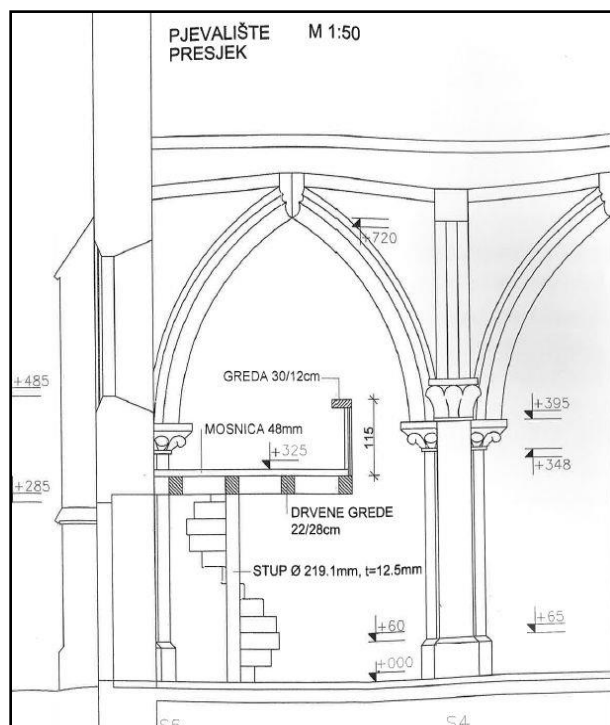 PJEVALIŠTE M 1:50
PRESJEK
+720
GREDA 30/12cm
+485
+395
MOSNICA 48mm
115
+325
+348
+285
DRVENE GREDE
22/28cm
STUP Ø 219.1mm, t=12.5mm
+60
+65
+000
S5
S4